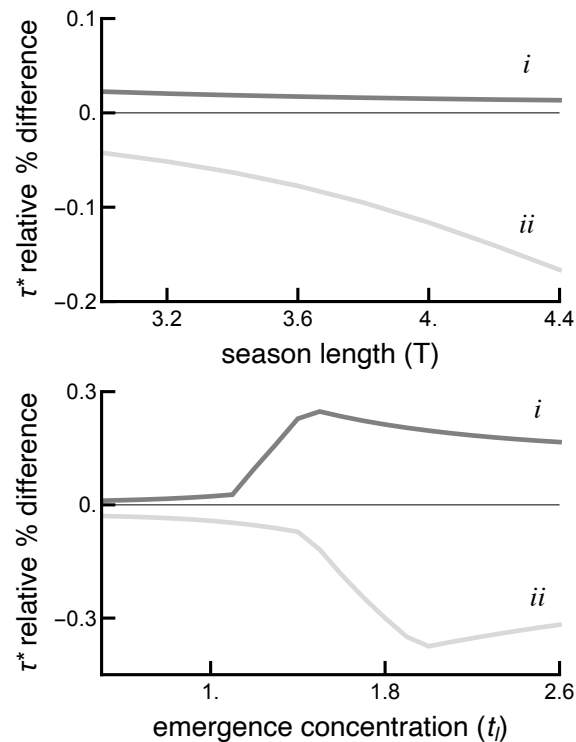 0.1
0.
−0.1
−0.2
τ* relative % difference
i
ii
3.2 3.6 4. 4.4
season length (T)
0.3
0.
−0.3
τ* relative % difference
i
ii
1. 1.8 2.6
emergence concentration (tₗ)